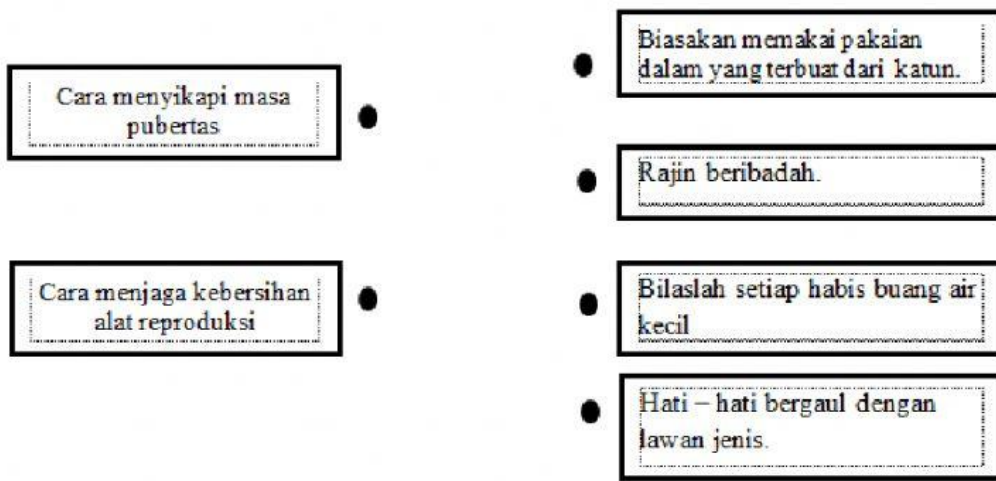 Cara menyikapi masa
pubertas
Cara menjaga kebersihan
alat reproduksi
Biasakan memakai pakaian
dalam yang terbuat dari katun.
Rajin beribadah.
Bilaslah setiap habis buang air
kecil
Hati – hati bergaul dengan
lawan jenis.